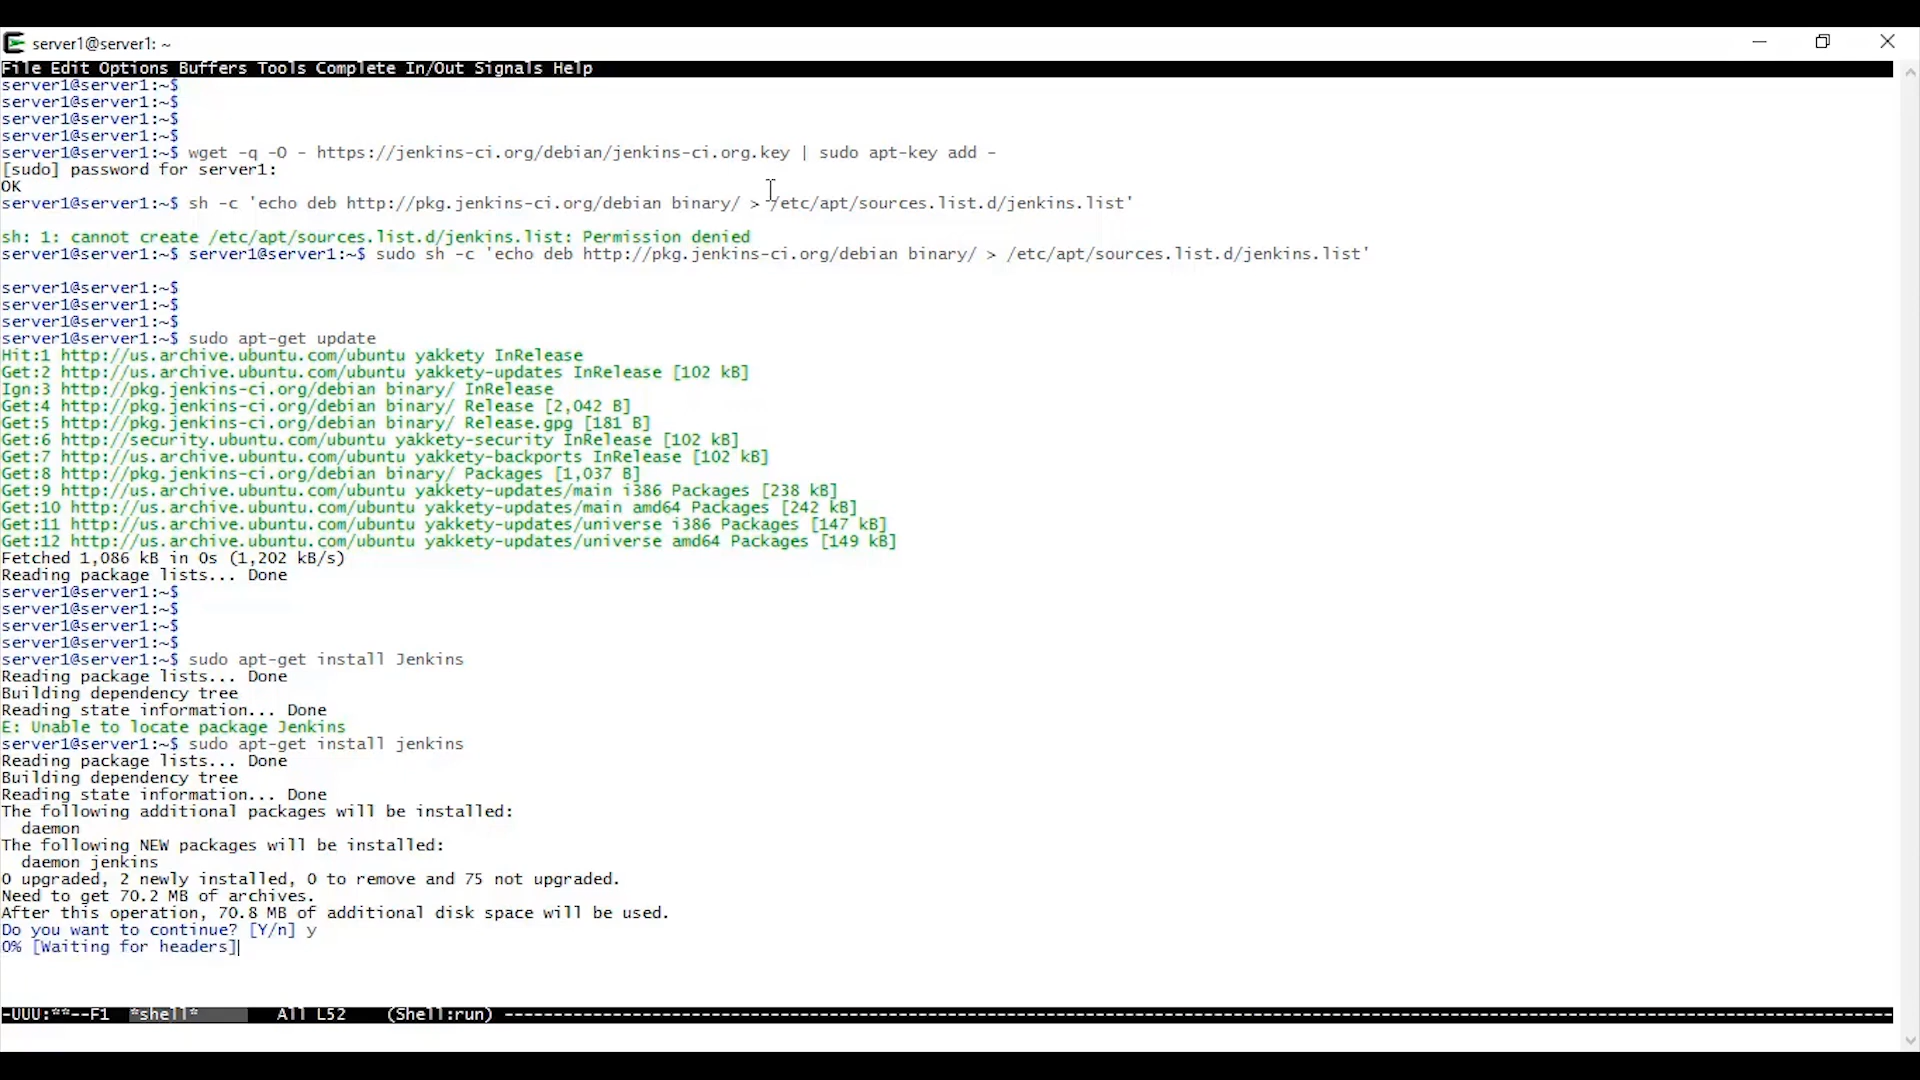 server1@server1: ~
File Edit Options Buffers Tools Complete In/Out Signals Help
server1@server1:~$
server1@server1:~$
server1@server1:~$
server1@server1:~$
server1@server1:~$ wget -q -O - https://jenkins-ci.org/debian/jenkins-ci.org.key | sudo apt-key add -
[sudo] password for server1:
OK
server1@server1:~$ sh -c 'echo deb http://pkg.jenkins-ci.org/debian binary/ > /etc/apt/sources.list.d/jenkins.list'
sh: 1: cannot create /etc/apt/sources.list.d/jenkins.list: Permission denied
server1@server1:~$ server1@server1:~$ sudo sh -c 'echo deb http://pkg.jenkins-ci.org/debian binary/ > /etc/apt/sources.list.d/jenkins.list'
server1@server1:~$
server1@server1:~$
server1@server1:~$
server1@server1:~$ sudo apt-get update
Hit:1 http://us.archive.ubuntu.com/ubuntu yakkety InRelease
Get:2 http://us.archive.ubuntu.com/ubuntu yakkety-updates InRelease [102 kB]
Ign:3 http://pkg.jenkins-ci.org/debian binary/ InRelease
Get:4 http://pkg.jenkins-ci.org/debian binary/ Release [2,042 B]
Get:5 http://pkg.jenkins-ci.org/debian binary/ Release.gpg [181 B]
Get:6 http://security.ubuntu.com/ubuntu yakkety-security InRelease [102 kB]
Get:7 http://us.archive.ubuntu.com/ubuntu yakkety-backports InRelease [102 kB]
Get:8 http://pkg.jenkins-ci.org/debian binary/ Packages [1,037 B]
Get:9 http://us.archive.ubuntu.com/ubuntu yakkety-updates/main i386 Packages [238 kB]
Get:10 http://us.archive.ubuntu.com/ubuntu yakkety-updates/main amd64 Packages [242 kB]
Get:11 http://us.archive.ubuntu.com/ubuntu yakkety-updates/universe i386 Packages [147 kB]
Get:12 http://us.archive.ubuntu.com/ubuntu yakkety-updates/universe amd64 Packages [149 kB]
Fetched 1,086 kB in 0s (1,202 kB/s)
Reading package lists... Done
server1@server1:~$
server1@server1:~$
server1@server1:~$
server1@server1:~$
server1@server1:~$ sudo apt-get install Jenkins
Reading package lists... Done
Building dependency tree
Reading state information... Done
E: Unable to locate package Jenkins
server1@server1:~$ sudo apt-get install jenkins
Reading package lists... Done
Building dependency tree
Reading state information... Done
The following additional packages will be installed:
  daemon
The following NEW packages will be installed:
  daemon jenkins
0 upgraded, 2 newly installed, 0 to remove and 75 not upgraded.
Need to get 70.2 MB of archives.
After this operation, 70.8 MB of additional disk space will be used.
Do you want to continue? [Y/n] y
0% [Waiting for headers]
-UUU:**--F1  *shell*        All L52    (Shell:run) ----------------------------------------------------------------